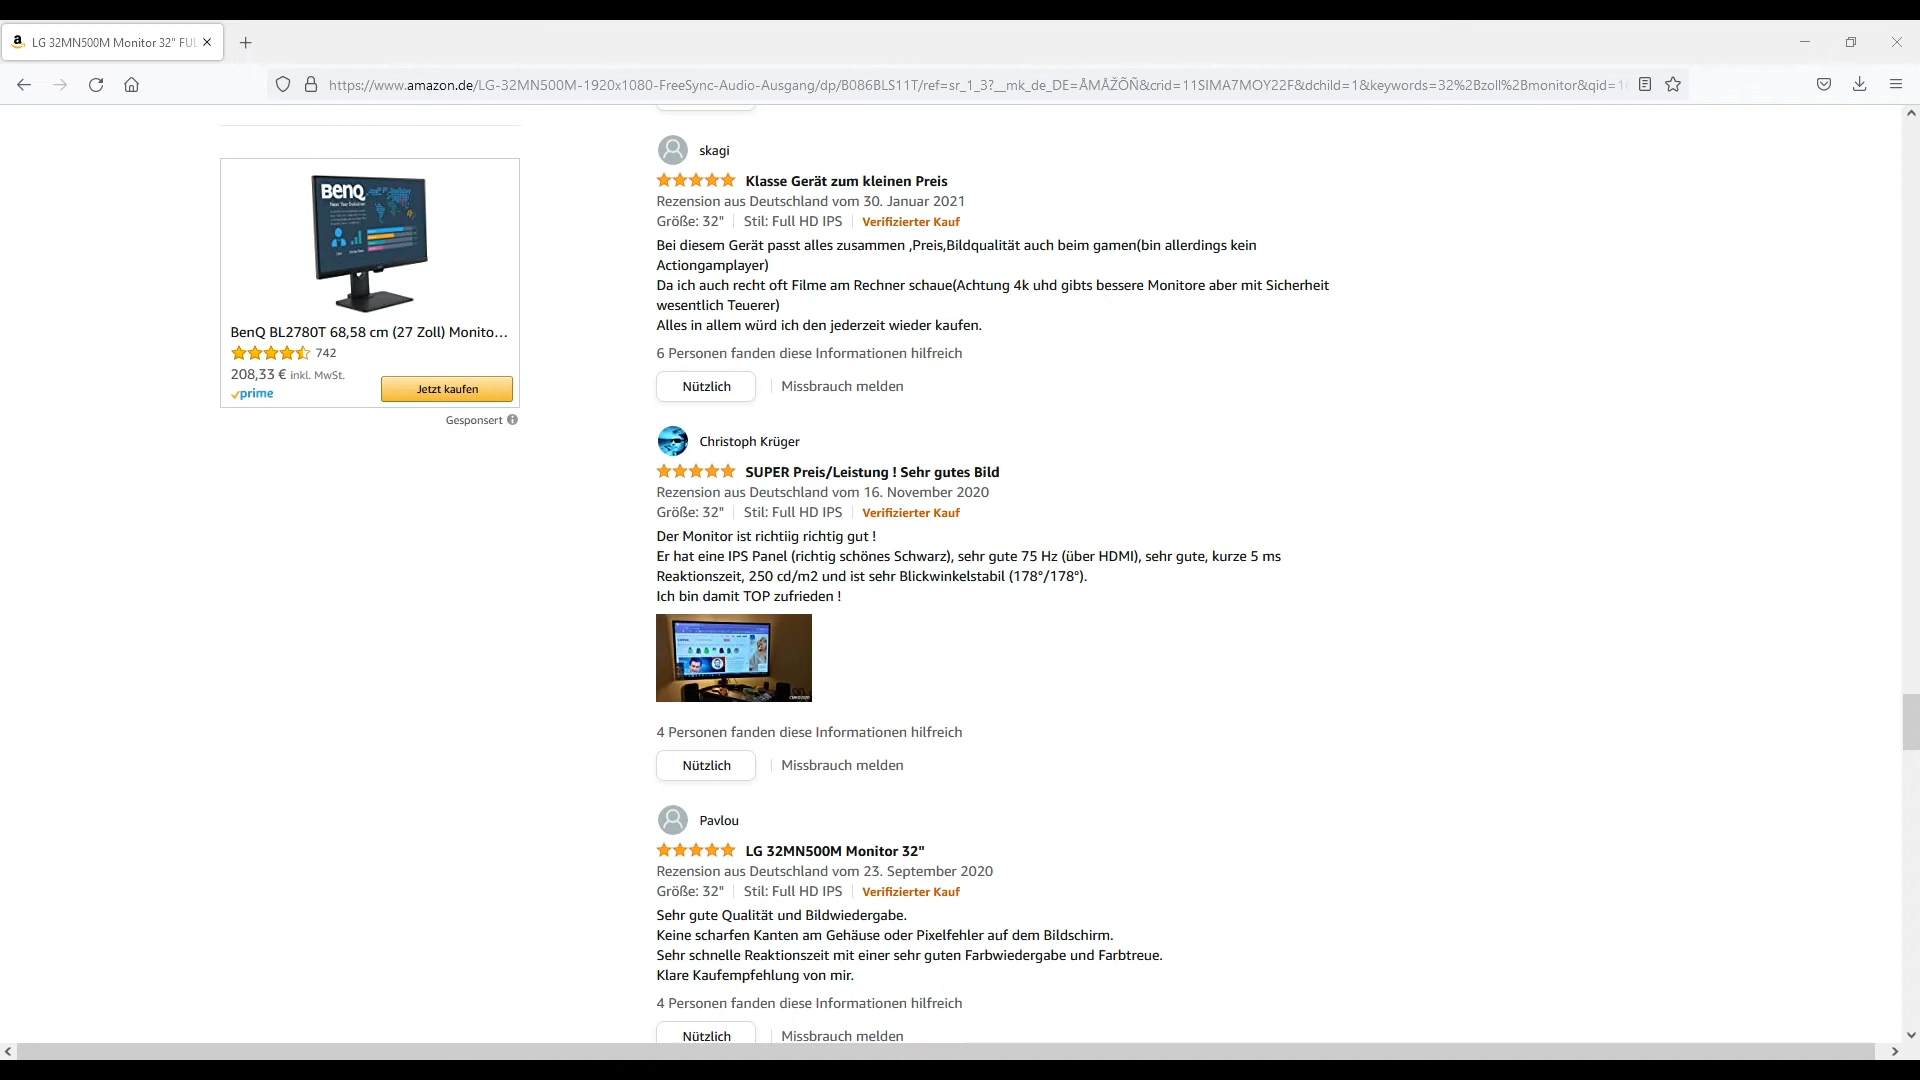 LG 32MN500M Monitor 32" FUL
https://www.amazon.de/LG-32MN500M-1920x1080-FreeSync-Audio-Ausgang/dp/B086BLS11T/ref=sr_1_3?__mk_de_DE=ÅMÅŽÕÑ&crid=11SIMA7MOY22F&dchild=1&keywords=32%2Bzoll%2Bmonitor&qid=1
BenQ
BenQ BL2780T 68,58 cm (27 Zoll) Monito...
742
208,33 € inkl. MwSt.
prime
Jetzt kaufen
Gesponsert
skagi
Klasse Gerät zum kleinen Preis
Rezension aus Deutschland vom 30. Januar 2021
Größe: 32" Stil: Full HD IPS Verifizierter Kauf
Bei diesem Gerät passt alles zusammen ,Preis,Bildqualität auch beim gamen(bin allerdings kein
Actiongamplayer)
Da ich auch recht oft Filme am Rechner schaue(Achtung 4k uhd gibts bessere Monitore aber mit Sicherheit
wesentlich Teuerer)
Alles in allem würd ich den jederzeit wieder kaufen.
6 Personen fanden diese Informationen hilfreich
Nützlich Missbrauch melden
Christoph Krüger
SUPER Preis/Leistung ! Sehr gutes Bild
Rezension aus Deutschland vom 16. November 2020
Größe: 32" Stil: Full HD IPS Verifizierter Kauf
Der Monitor ist richtiig richtig gut !
Er hat eine IPS Panel (richtig schönes Schwarz), sehr gute 75 Hz (über HDMI), sehr gute, kurze 5 ms
Reaktionszeit, 250 cd/m2 und ist sehr Blickwinkelstabil (178°/178°).
Ich bin damit TOP zufrieden !
4 Personen fanden diese Informationen hilfreich
Nützlich Missbrauch melden
Pavlou
LG 32MN500M Monitor 32"
Rezension aus Deutschland vom 23. September 2020
Größe: 32" Stil: Full HD IPS Verifizierter Kauf
Sehr gute Qualität und Bildwiedergabe.
Keine scharfen Kanten am Gehäuse oder Pixelfehler auf dem Bildschirm.
Sehr schnelle Reaktionszeit mit einer sehr guten Farbwiedergabe und Farbtreue.
Klare Kaufempfehlung von mir.
4 Personen fanden diese Informationen hilfreich
Nützlich Missbrauch melden